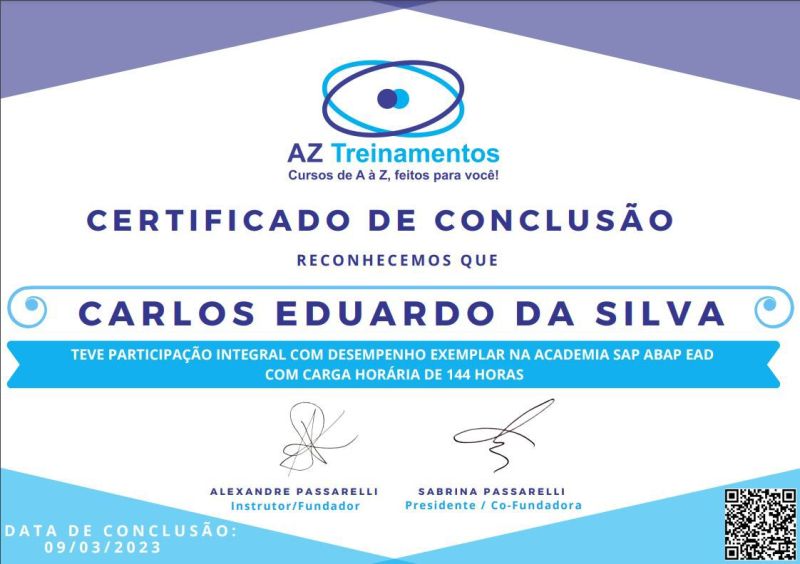 AZ Treinamentos
Cursos de A à Z, feitos para você!
CERTIFICADO DE CONCLUSÃO
RECONHECEMOS QUE
CARLOS EDUARDO DA SILVA
TEVE PARTICIPAÇÃO INTEGRAL COM DESEMPENHO EXEMPLAR NA ACADEMIA SAP ABAP EAD
COM CARGA HORÁRIA DE 144 HORAS
ALEXANDRE PASSARELLI
Instrutor/Fundador
SABRINA PASSARELLI
Presidente / Co-Fundadora
DATA DE CONCLUSÃO:
09/03/2023